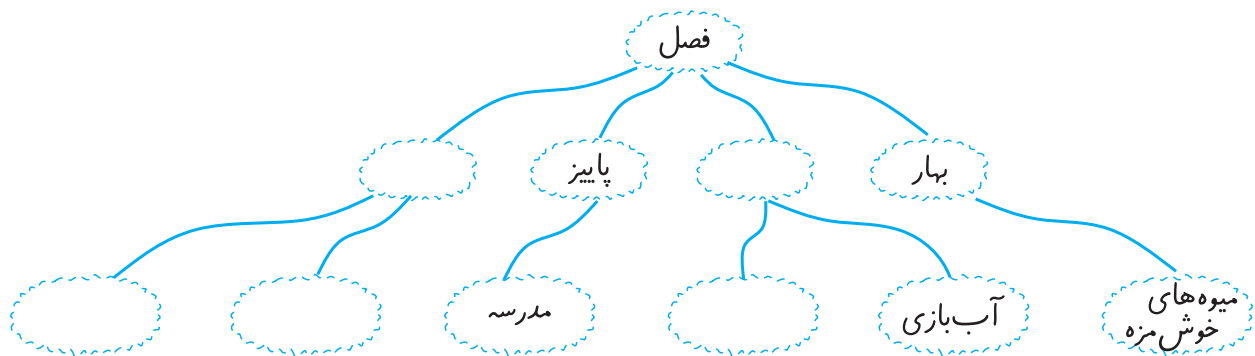 فصل
بهار
پاییز
میوه‌های
خوش‌مزه
آب‌بازی
مدرسه